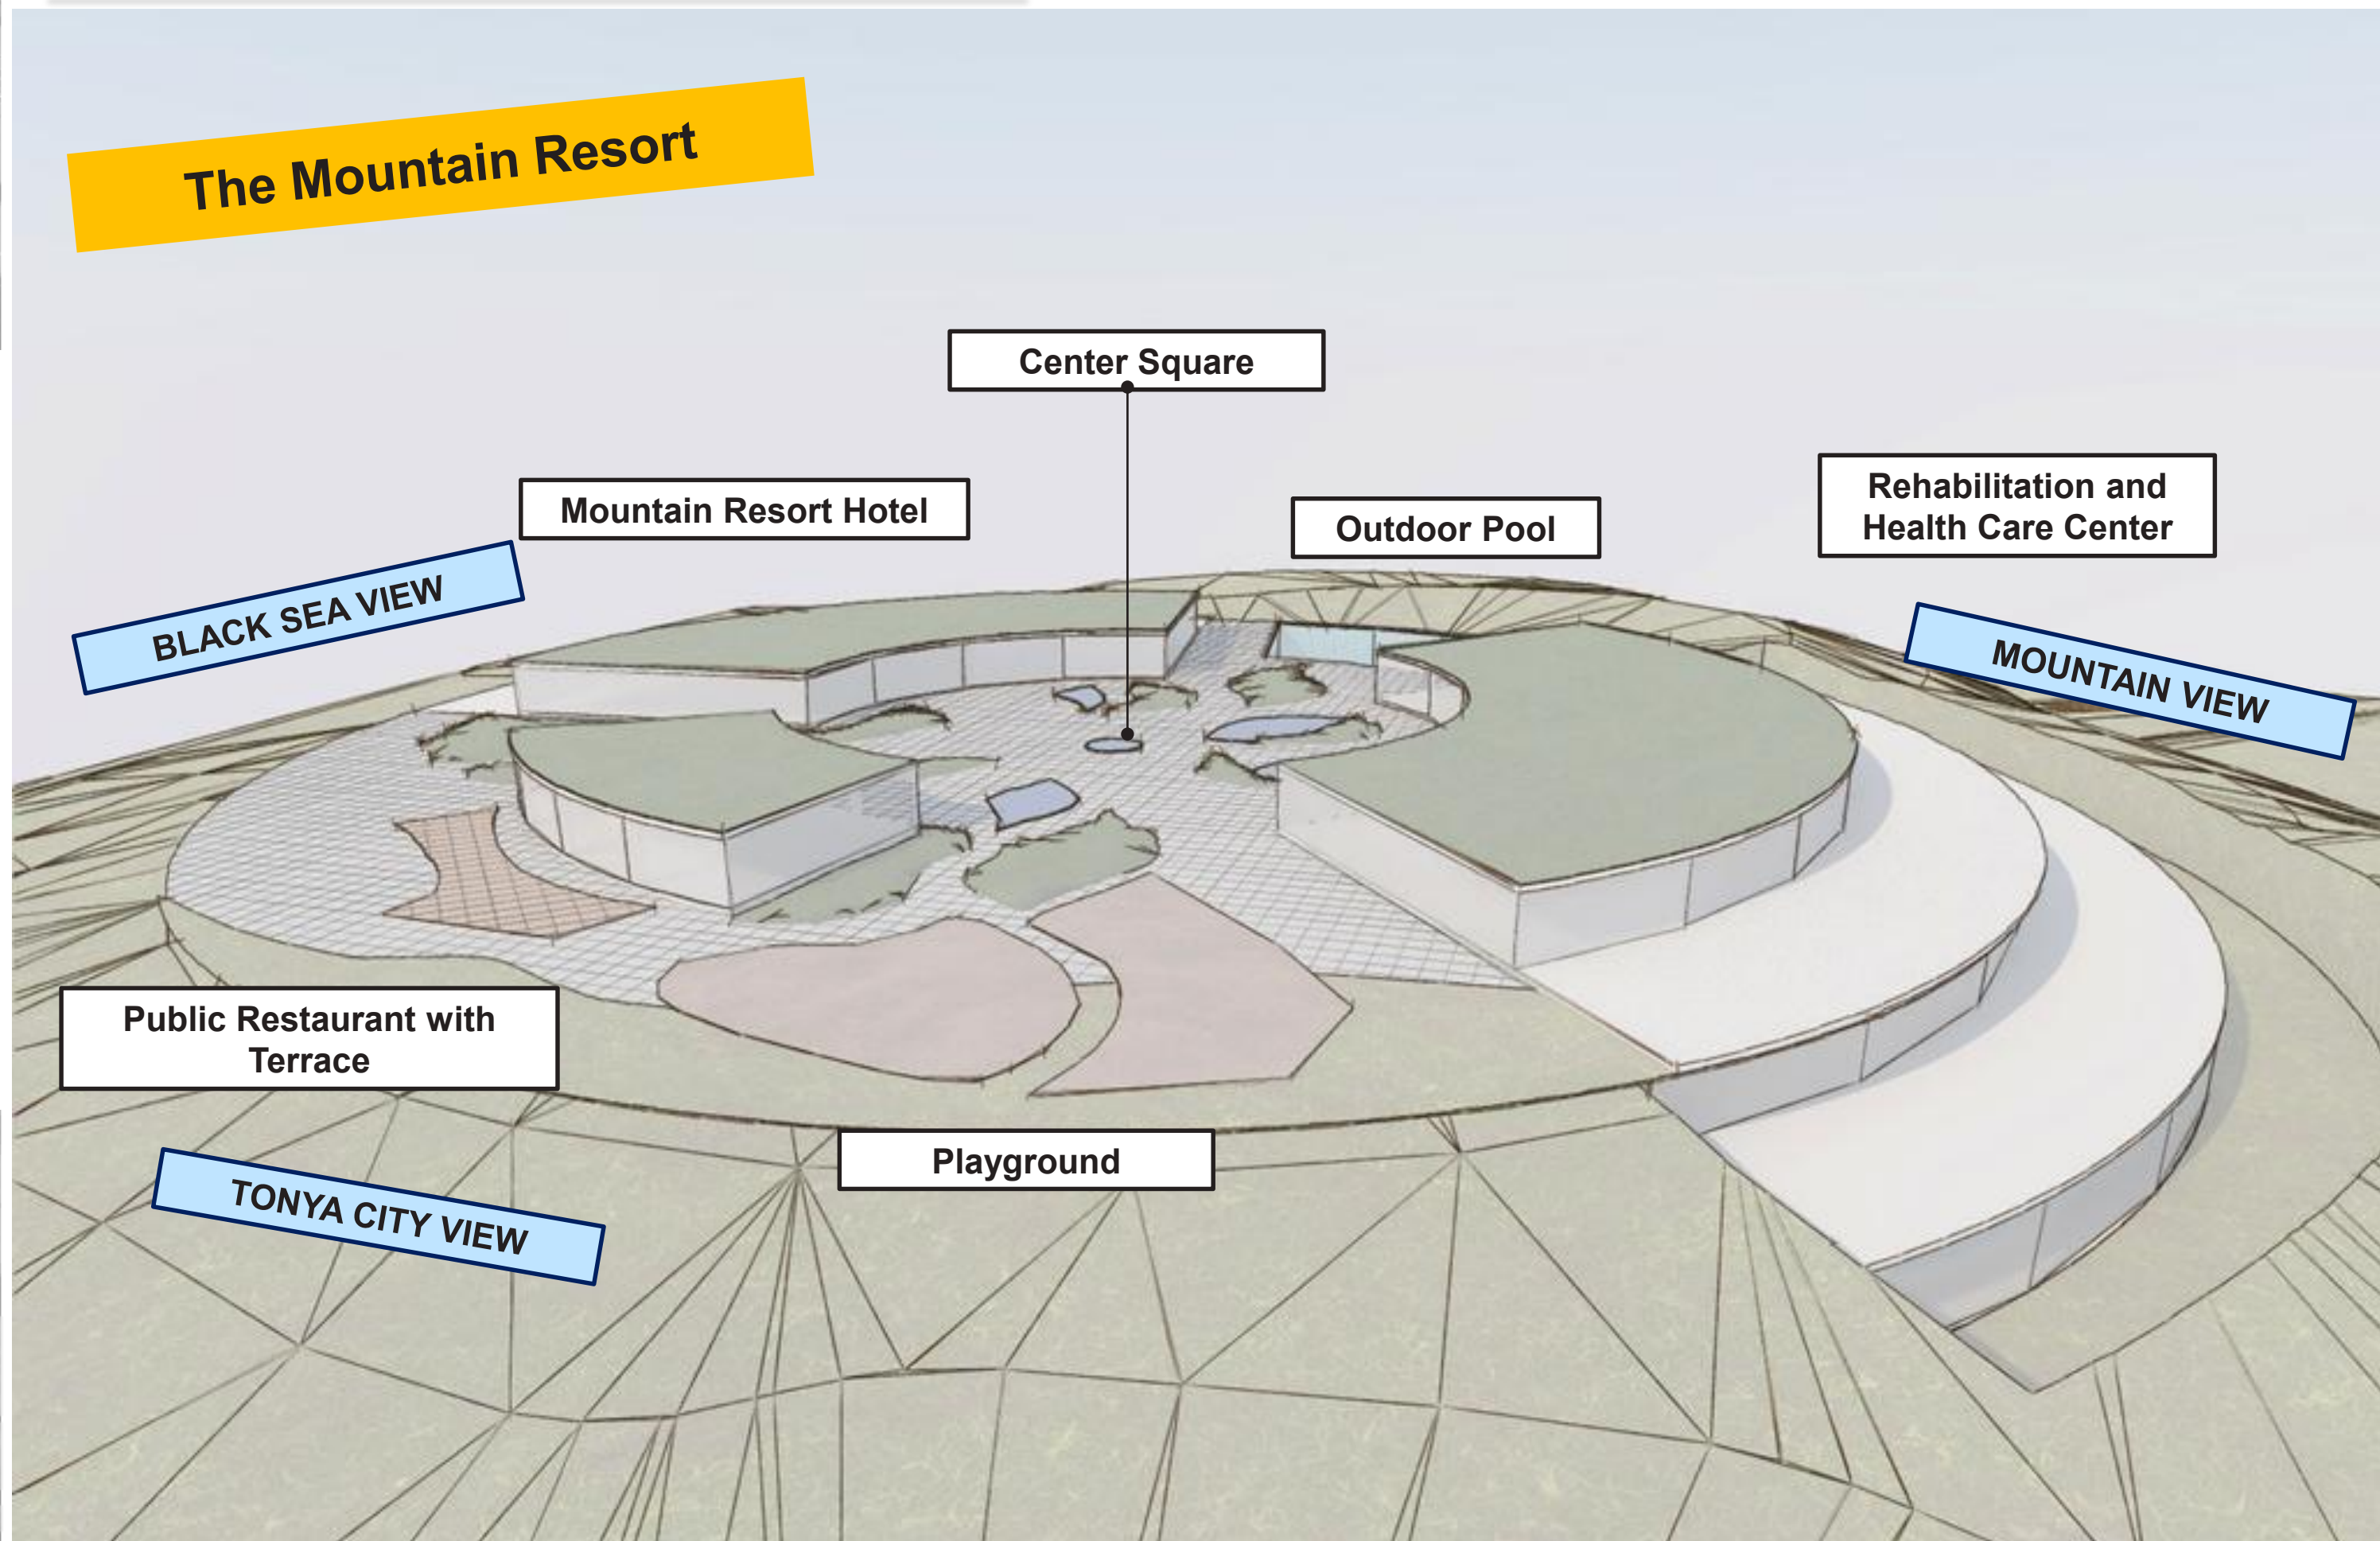 The Mountain Resort
Center Square
Mountain Resort Hotel
Outdoor Pool
Rehabilitation and
Health Care Center
BLACK SEA VIEW
MOUNTAIN VIEW
Public Restaurant with
Terrace
Playground
TONYA CITY VIEW